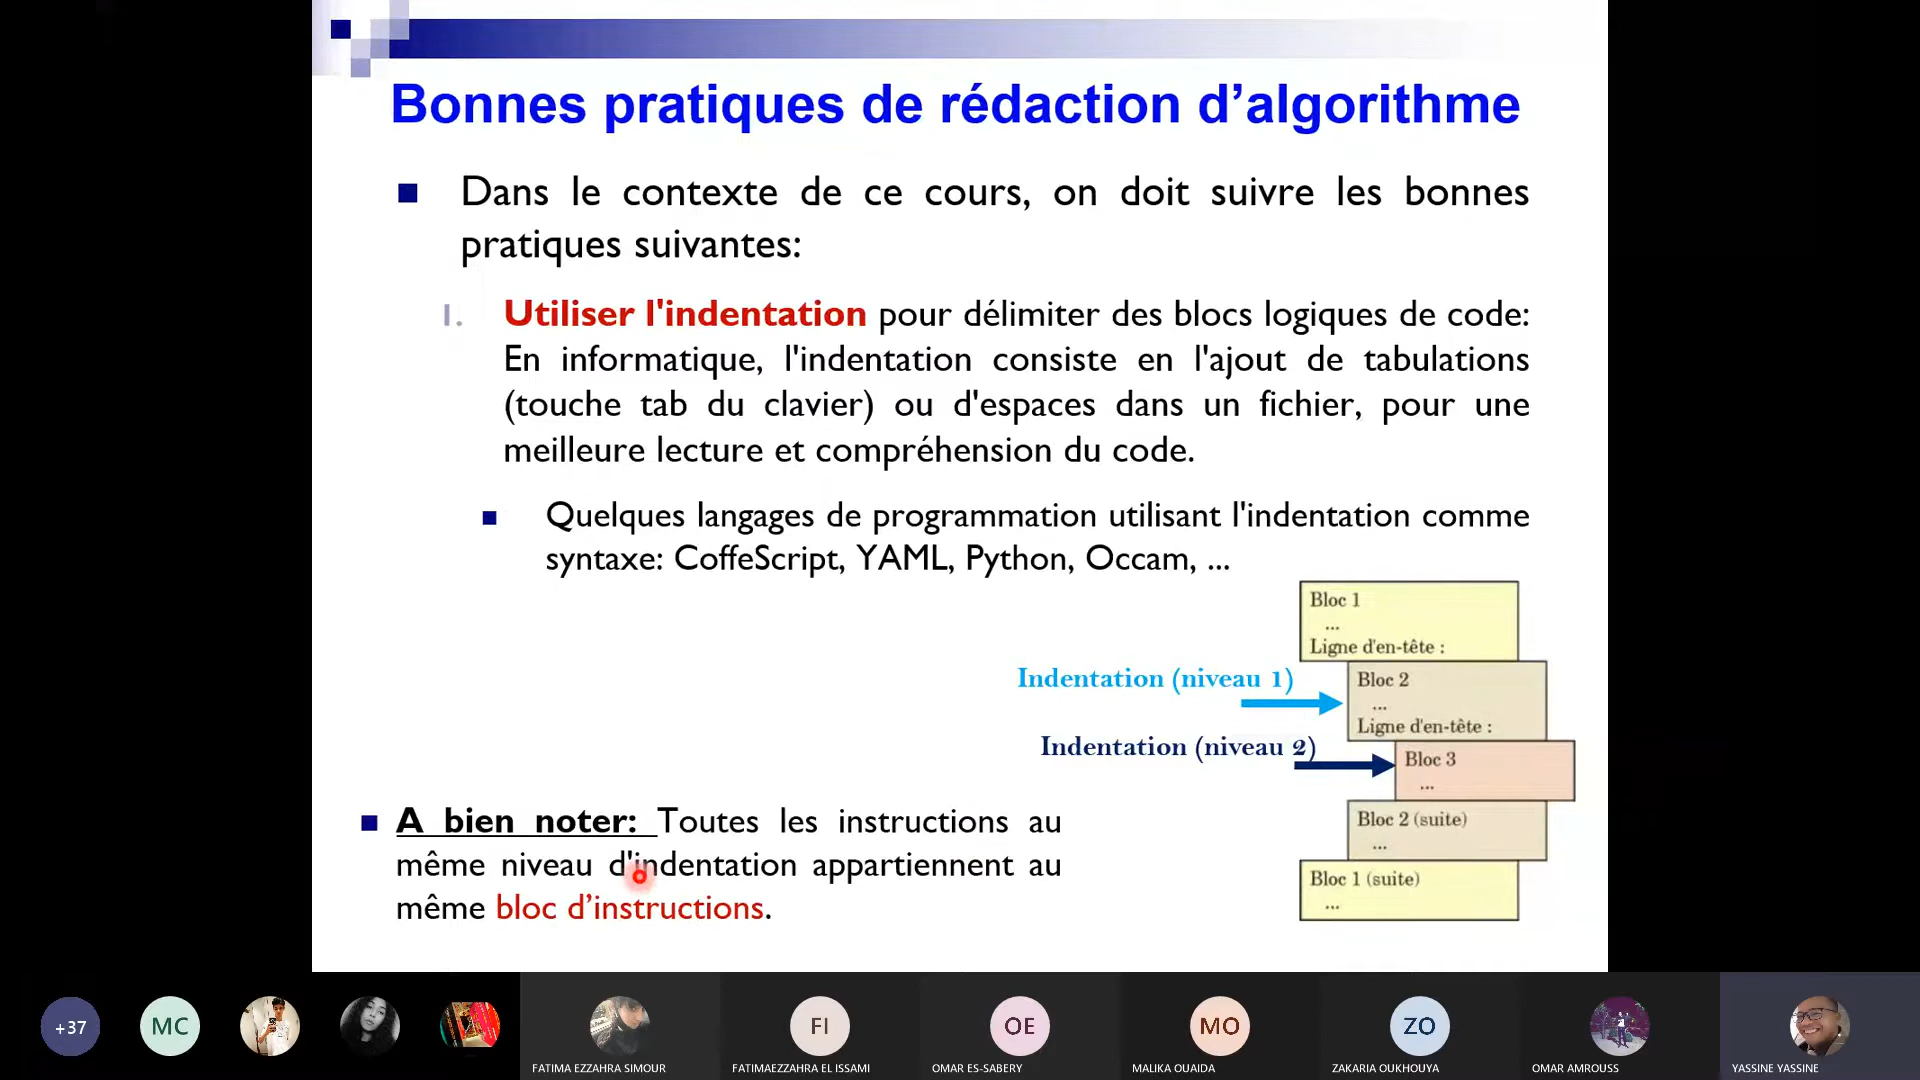 Bonnes pratiques de rédaction d’algorithme
Dans le contexte de ce cours, on doit suivre les bonnes
pratiques suivantes:
1. Utiliser l'indentation pour délimiter des blocs logiques de code:
En informatique, l'indentation consiste en l'ajout de tabulations
(touche tab du clavier) ou d'espaces dans un fichier, pour une
meilleure lecture et compréhension du code.
Quelques langages de programmation utilisant l'indentation comme
syntaxe: CoffeScript, YAML, Python, Occam, ...
Bloc 1
...
Ligne d'en-tête :
Indentation (niveau 1)
Bloc 2
...
Ligne d'en-tête :
Indentation (niveau 2)
Bloc 3
...
Bloc 2 (suite)
...
Bloc 1 (suite)
...
A bien noter: Toutes les instructions au
même niveau d'indentation appartiennent au
même bloc d’instructions.
+37
MC
FI
OE
MO
ZO
FATIMA EZZAHRA SIMOUR
FATIMAEZZAHRA EL ISSAMI
OMAR ES-SABERY
MALIKA OUAIDA
ZAKARIA OUKHOUYA
OMAR AMROUSS
YASSINE YASSINE